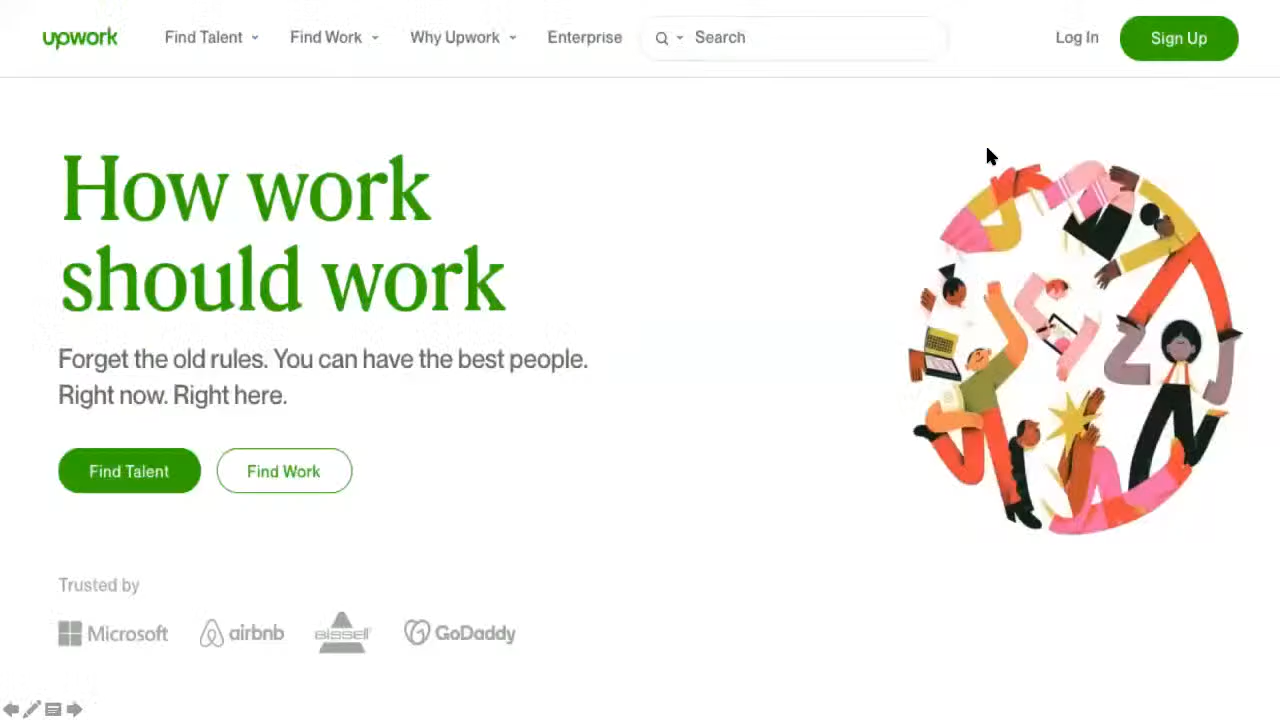 upwork
Find Talent
Find Work
Why Upwork
Enterprise
Search
Log In
Sign Up
How work
should work
Forget the old rules. You can have the best people.
Right now. Right here.
Find Talent
Find Work
Trusted by
Microsoft
airbnb
BISSELL
GoDaddy